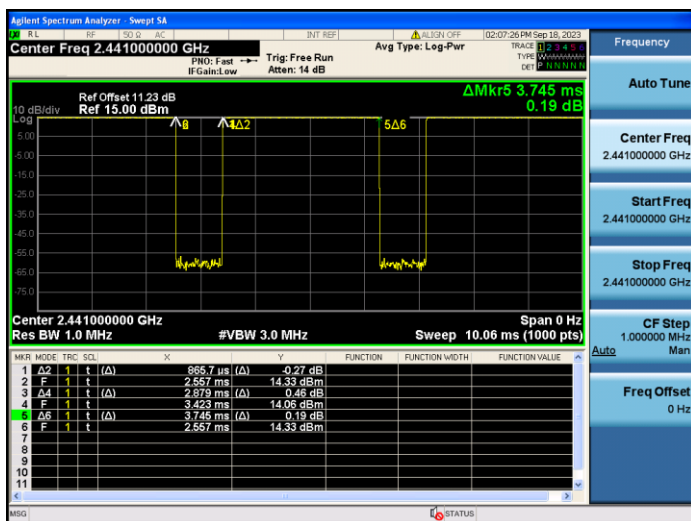 Agilent Spectrum Analyzer - Swept SA
RL RF 50 Ω AC INT REF ALIGN OFF 02:07:26 PM Sep 18, 2023
Center Freq 2.441000000 GHz
PNO: Fast
IFGain:Low
Trig: Free Run
Atten: 14 dB
Avg Type: Log-Pwr
TRACE 1 2 3 4 5 6
TYPE
DET P N N N N N
Ref Offset 11.23 dB
Ref 15.00 dBm
10 dB/div
Log
ΔMkr5 3.745 ms
0.19 dB
4Δ2
5Δ6
5.00
-5.00
-15.0
-25.0
-35.0
-45.0
-55.0
-65.0
-75.0
Center 2.441000000 GHz Span 0 Hz
Res BW 1.0 MHz #VBW 3.0 MHz Sweep 10.06 ms (1000 pts)
MKR MODE TRC SCL X Y FUNCTION FUNCTION WIDTH FUNCTION VALUE
1 Δ2 1 t (Δ) 865.7 µs (Δ) -0.27 dB
2 F 1 t 2.557 ms 14.33 dBm
3 Δ4 1 t (Δ) 2.879 ms (Δ) 0.46 dB
4 F 1 t 3.423 ms 14.06 dBm
5 Δ6 1 t (Δ) 3.745 ms (Δ) 0.19 dB
6 F 1 t 2.557 ms 14.33 dBm
7
8
9
10
11
MSG STATUS
Frequency
Auto Tune
Center Freq
2.441000000 GHz
Start Freq
2.441000000 GHz
Stop Freq
2.441000000 GHz
CF Step
1.000000 MHz
Auto Man
Freq Offset
0 Hz